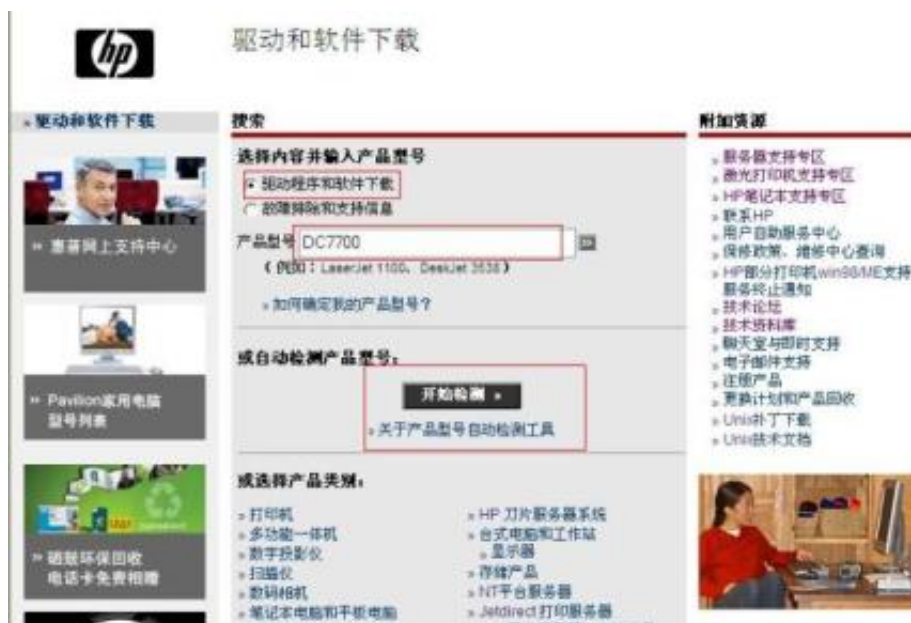 hp
驱动和软件下载
» 驱动和软件下载
搜索
附加资源
选择内容并输入产品型号
驱动程序和软件下载
故障排除和支持信息
产品型号 DC7700 »
( 例如：LaserJet 1100、DeskJet 3538 )
» 如何确定我的产品型号？
或自动检测产品型号：
开始检测 »
» 关于产品型号自动检测工具
或选择产品类别：
» 打印机
» 多功能一体机
» 数字投影仪
» 扫描仪
» 数码相机
» 笔记本电脑和平板电脑
» HP 刀片服务器系统
» 台式电脑和工作站
» 显示器
» 存储产品
» NT平台服务器
» Jetdirect 打印服务器
» 惠普网上支持中心
» Pavilion家用电脑
型号列表
» 硒鼓环保回收
电话卡免费相赠
» 服务器支持专区
» 激光打印机支持专区
» HP笔记本支持专区
» 联系HP
» 用户自助服务中心
» 保修政策、维修中心查询
» HP部分打印机win98/ME支持
服务终止通知
» 技术论坛
» 技术资料库
» 聊天室与即时支持
» 电子邮件支持
» 注册产品
» 更换计划和产品回收
» Unix补丁下载
» Unix技术文档